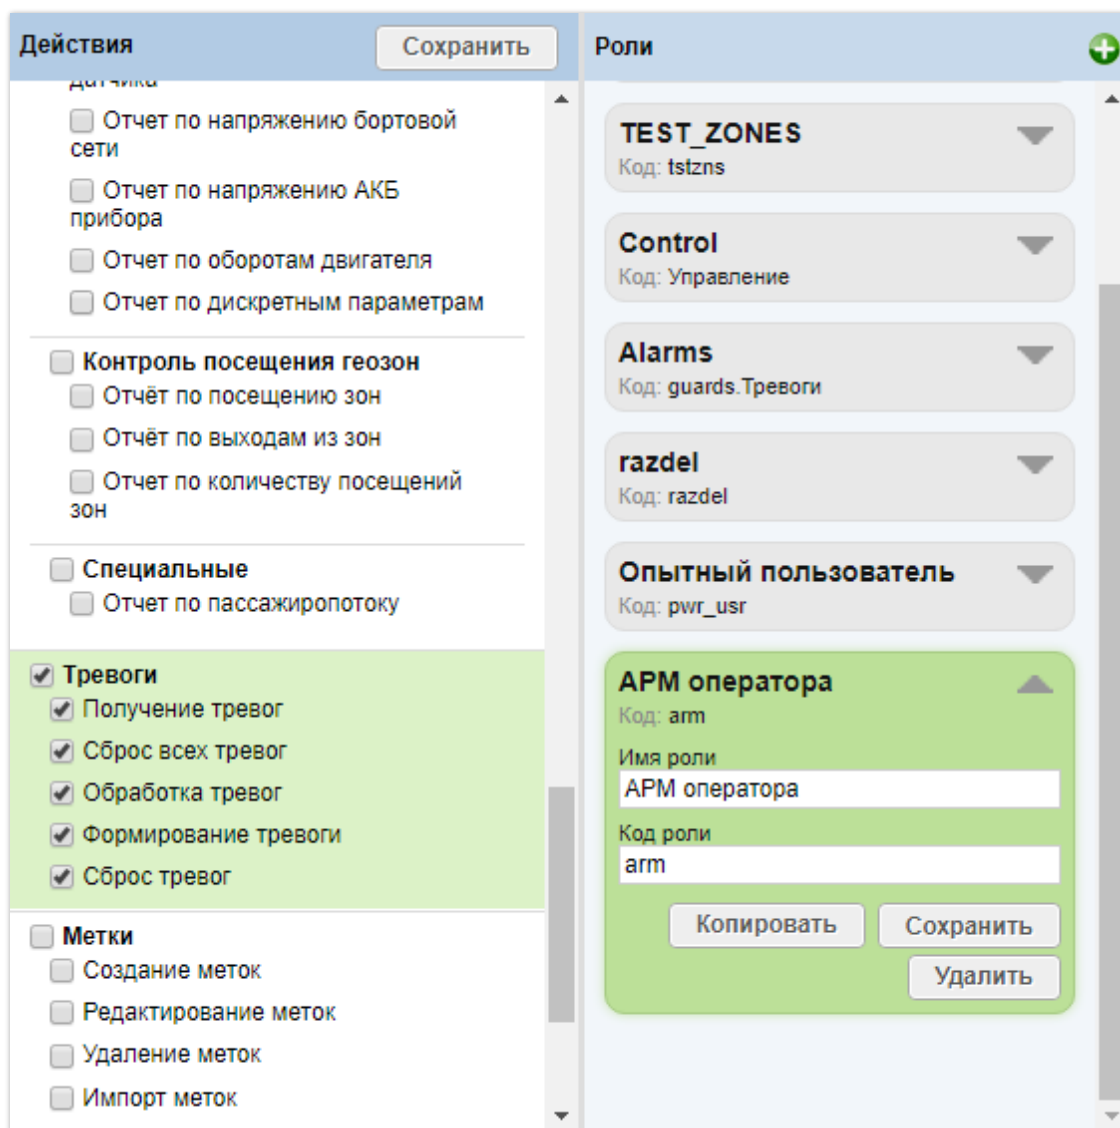 Действия
Сохранить
датчика
Отчет по напряжению бортовой
сети
Отчет по напряжению АКБ
прибора
Отчет по оборотам двигателя
Отчет по дискретным параметрам
Контроль посещения геозон
Отчёт по посещению зон
Отчёт по выходам из зон
Отчет по количеству посещений
зон
Специальные
Отчет по пассажиропотоку
Тревоги
Получение тревог
Сброс всех тревог
Обработка тревог
Формирование тревоги
Сброс тревог
Метки
Создание меток
Редактирование меток
Удаление меток
Импорт меток
Роли
TEST_ZONES
Код: tstzns
Control
Код: Управление
Alarms
Код: guards.Тревоги
razdel
Код: razdel
Опытный пользователь
Код: pwr_usr
АРМ оператора
Код: arm
Имя роли
АРМ оператора
Код роли
arm
Копировать
Сохранить
Удалить